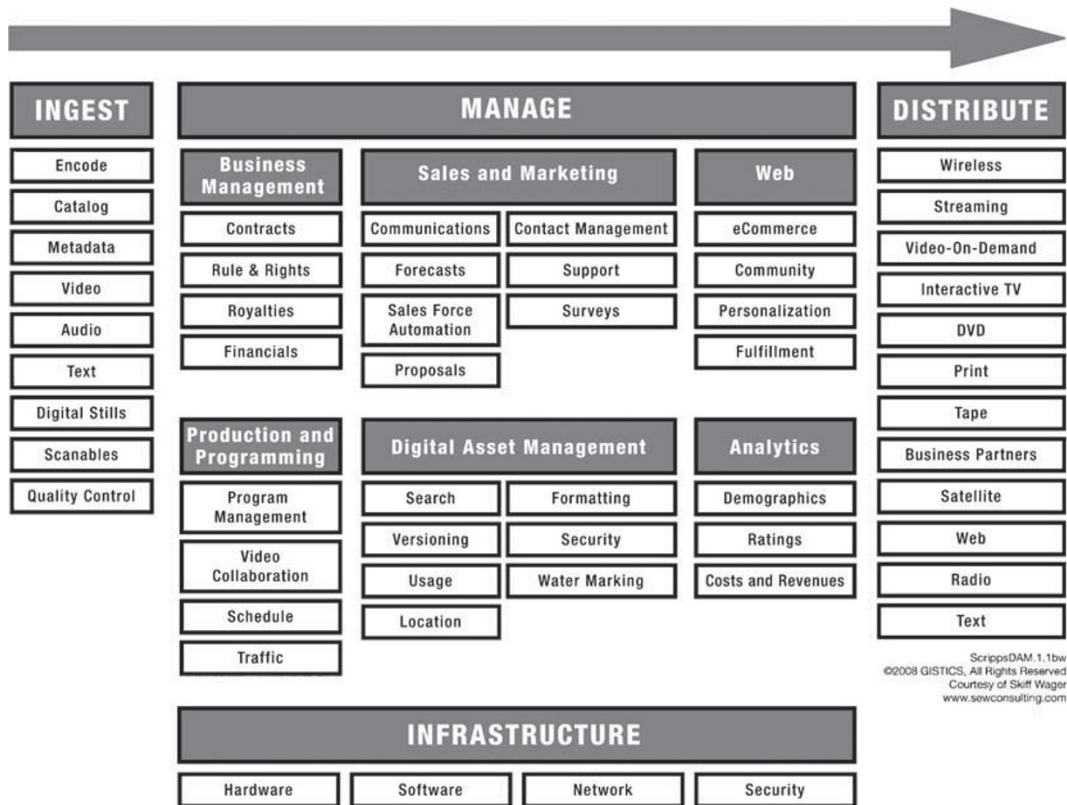 INGEST
Encode
Catalog
Metadata
Video
Audio
Text
Digital Stills
Scanables
Quality Control
MANAGE
Business
Management
Contracts
Rule & Rights
Royalties
Financials
Sales and Marketing
Communications
Forecasts
Sales Force
Automation
Proposals
Contact Management
Support
Surveys
Web
eCommerce
Community
Personalization
Fulfillment
Production and
Programming
Program
Management
Video
Collaboration
Schedule
Traffic
Digital Asset Management
Search
Versioning
Usage
Location
Formatting
Security
Water Marking
Analytics
Demographics
Ratings
Costs and Revenues
DISTRIBUTE
Wireless
Streaming
Video-On-Demand
Interactive TV
DVD
Print
Tape
Business Partners
Satellite
Web
Radio
Text
ScrippsDAM.1.1bw
©2008 GISTICS, All Rights Reserved
Courtesy of Skiff Wager
www.sewconsulting.com
INFRASTRUCTURE
Hardware
Software
Network
Security